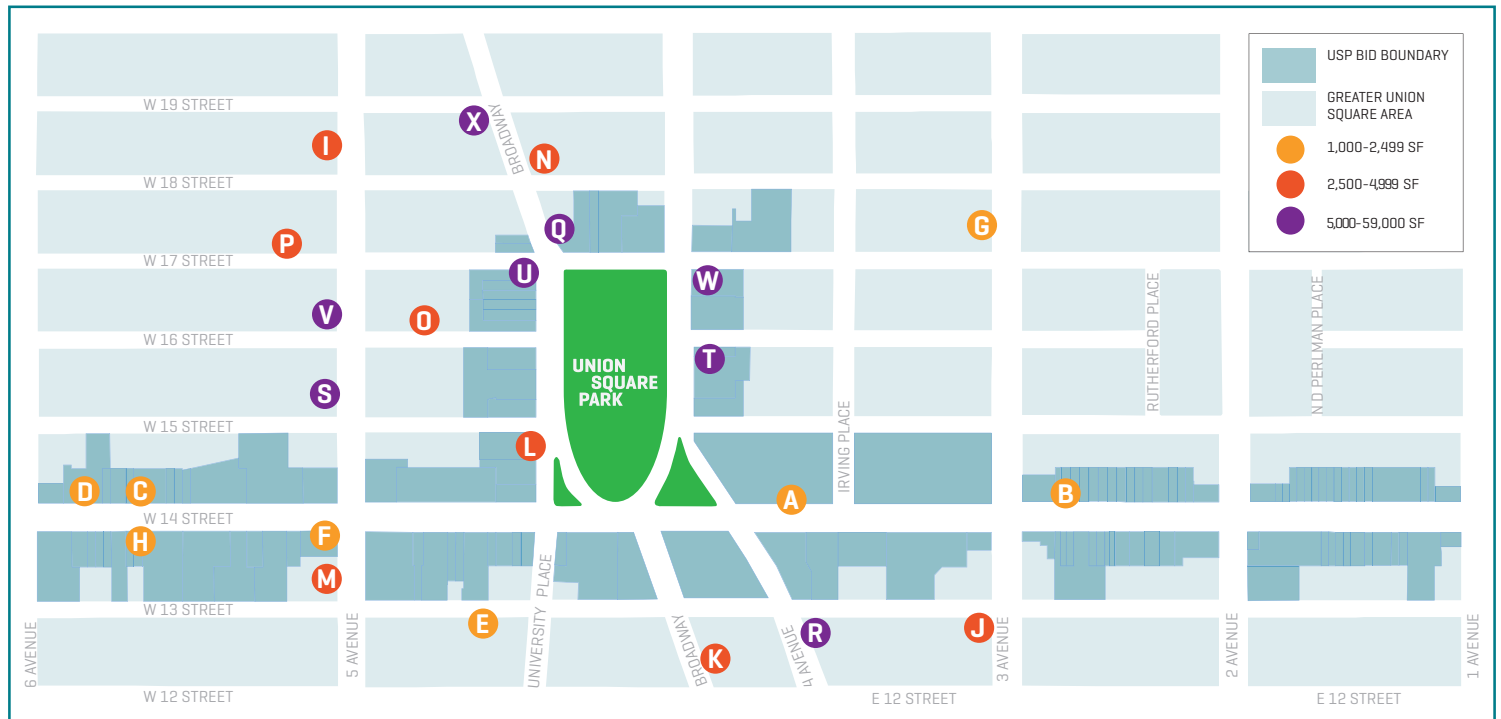 W 19 STREET
W 18 STREET
W 17 STREET
W 16 STREET
W 15 STREET
W 14 STREET
W 13 STREET
W 12 STREET
E 12 STREET
E 12 STREET
6 AVENUE
5 AVENUE
UNIVERSITY PLACE
BROADWAY
BROADWAY
4 AVENUE
3 AVENUE
2 AVENUE
1 AVENUE
IRVING PLACE
RUTHERFORD PLACE
N D PERLMAN PLACE
UNION
SQUARE
PARK
X
I
N
G
Q
P
U
W
V
O
T
S
L
D
C
A
B
H
F
M
E
R
J
K
USP BID BOUNDARY
GREATER UNION
SQUARE AREA
1,000-2,499 SF
2,500-4,999 SF
5,000-59,000 SF